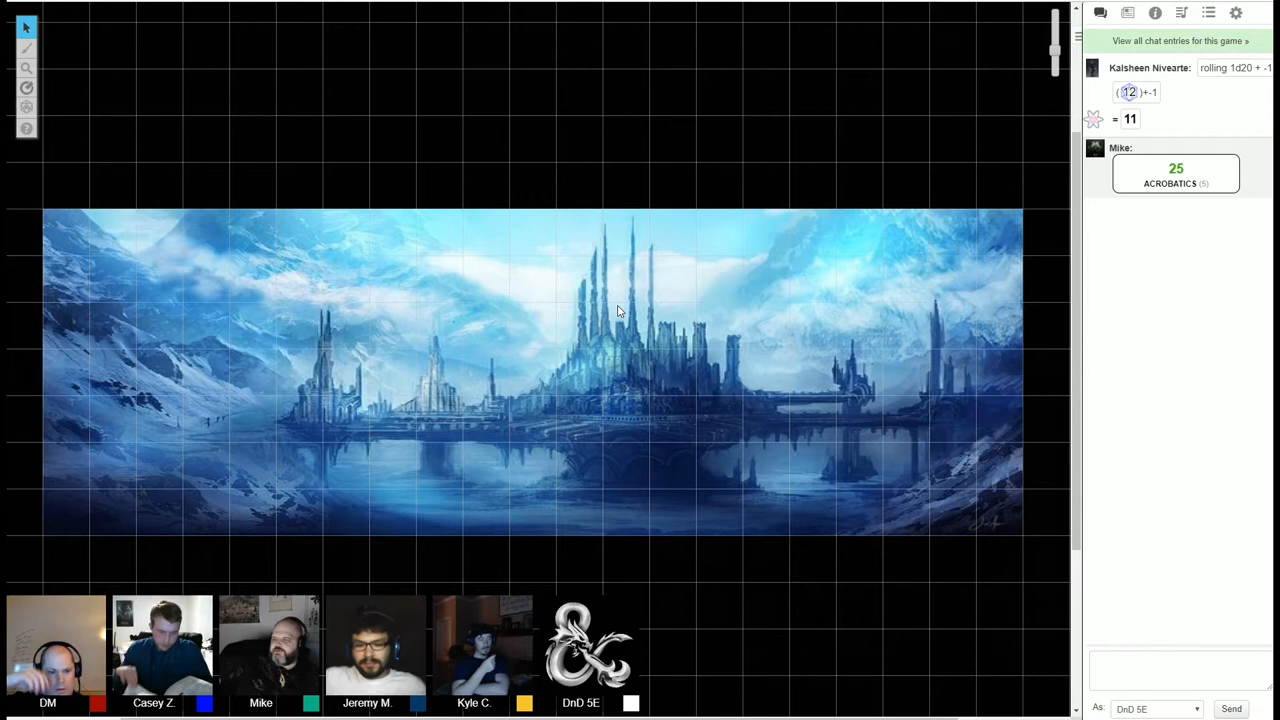 View all chat entries for this game »
Kalsheen Nivearte: rolling 1d20 + -1
(12)+-1
= 11
Mike:
25
ACROBATICS (5)
DM
Casey Z.
Mike
Jeremy M.
Kyle C.
DnD 5E
As: DnD 5E
Send